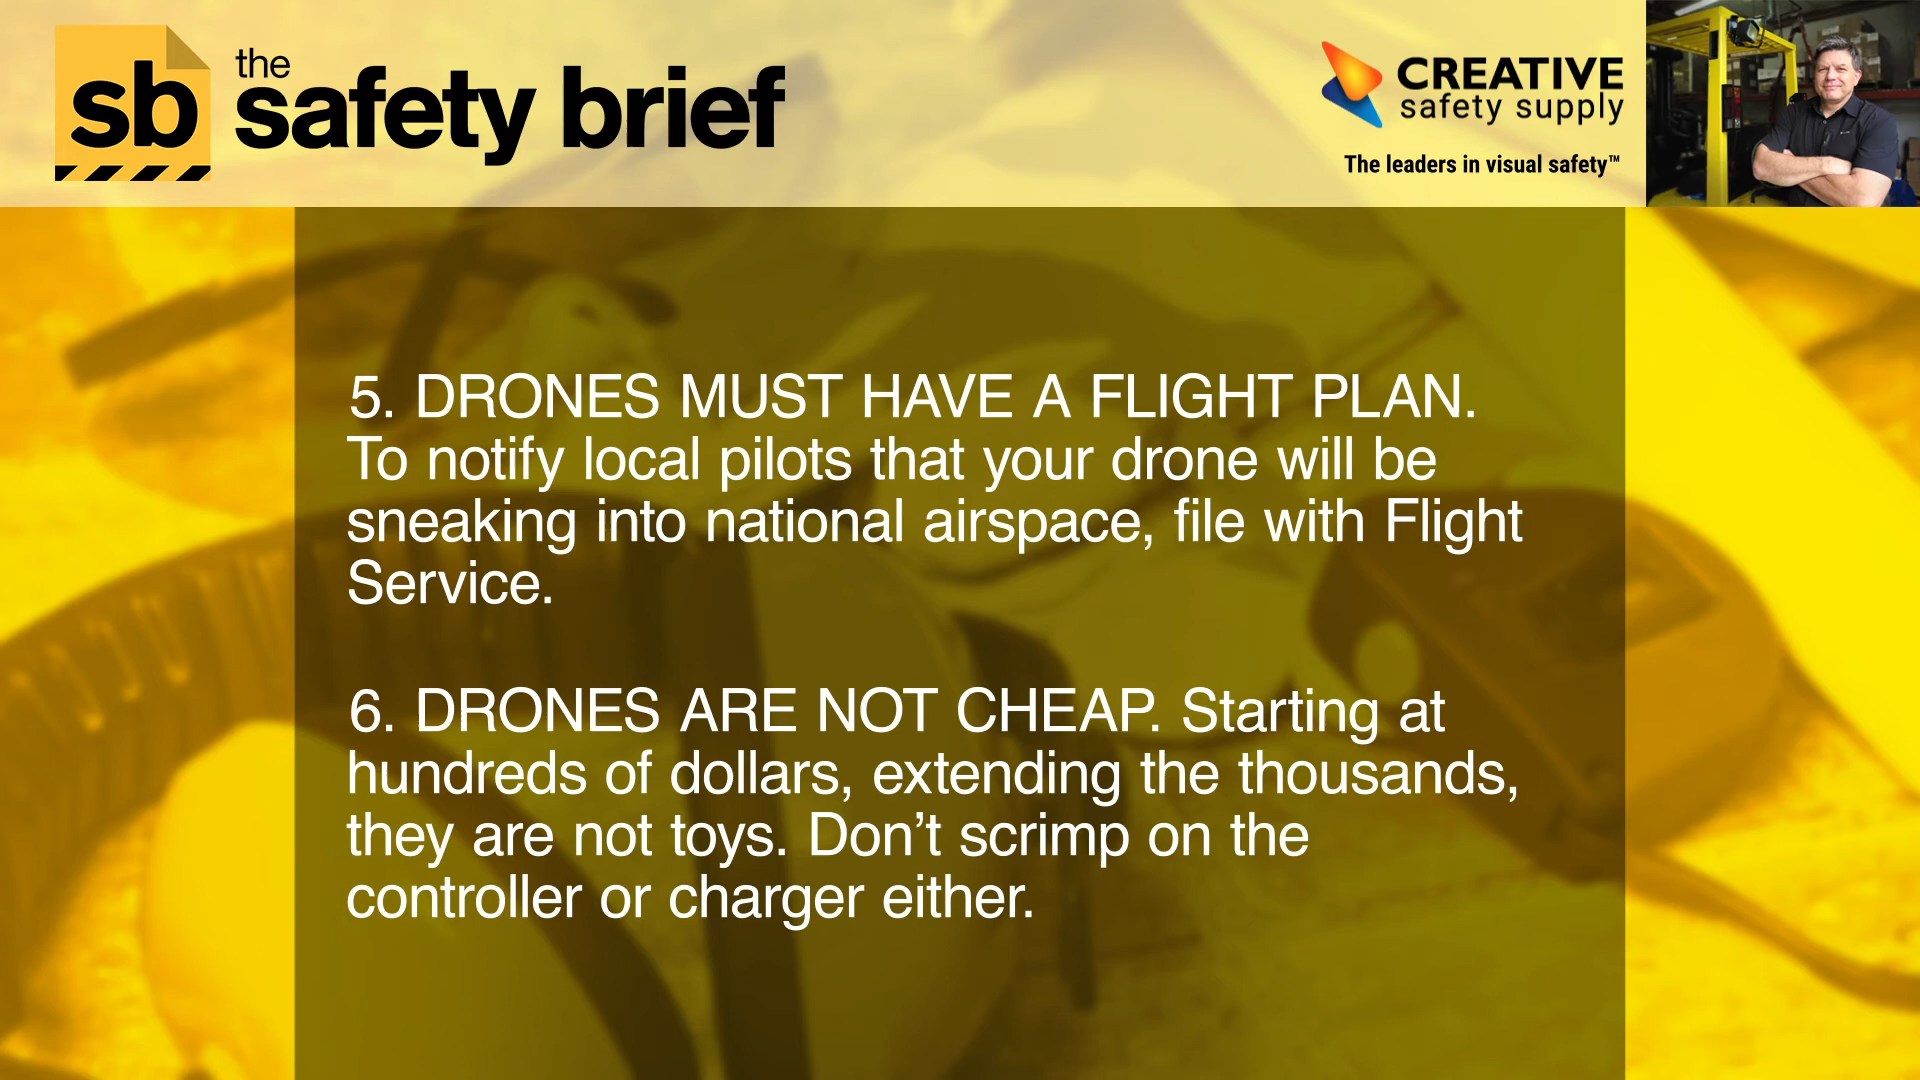 sb
the
safety brief
CREATIVE
safety supply
The leaders in visual safety™
5. DRONES MUST HAVE A FLIGHT PLAN.
To notify local pilots that your drone will be
sneaking into national airspace, file with Flight
Service.
6. DRONES ARE NOT CHEAP. Starting at
hundreds of dollars, extending the thousands,
they are not toys. Don’t scrimp on the
controller or charger either.